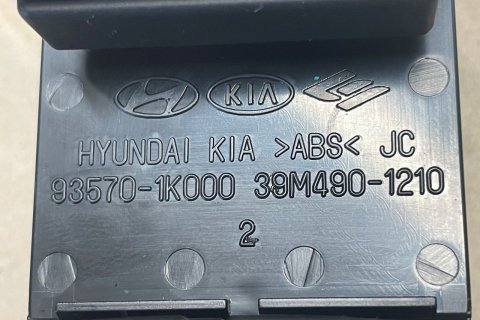 KIA
HYUNDAI KIA >ABS< JC
93570-1K000 39M490-1210
2